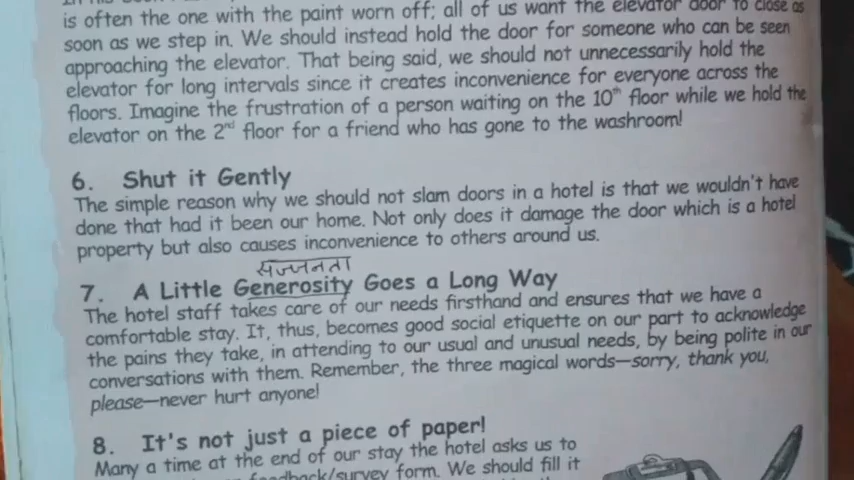 is often the one with the paint worn off; all of us want the elevator door to close as
soon as we step in. We should instead hold the door for someone who can be seen
approaching the elevator. That being said, we should not unnecessarily hold the
elevator for long intervals since it creates inconvenience for everyone across the
floors. Imagine the frustration of a person waiting on the 10th floor while we hold the
elevator on the 2nd floor for a friend who has gone to the washroom!
6. Shut it Gently
The simple reason why we should not slam doors in a hotel is that we wouldn't have
done that had it been our home. Not only does it damage the door which is a hotel
property but also causes inconvenience to others around us.
सज्जनता
7. A Little Generosity Goes a Long Way
The hotel staff takes care of our needs firsthand and ensures that we have a
comfortable stay. It, thus, becomes good social etiquette on our part to acknowledge
the pains they take, in attending to our usual and unusual needs, by being polite in our
conversations with them. Remember, the three magical words—sorry, thank you,
please—never hurt anyone!
8. It's not just a piece of paper!
Many a time at the end of our stay the hotel asks us to
feedback/survey form. We should fill it